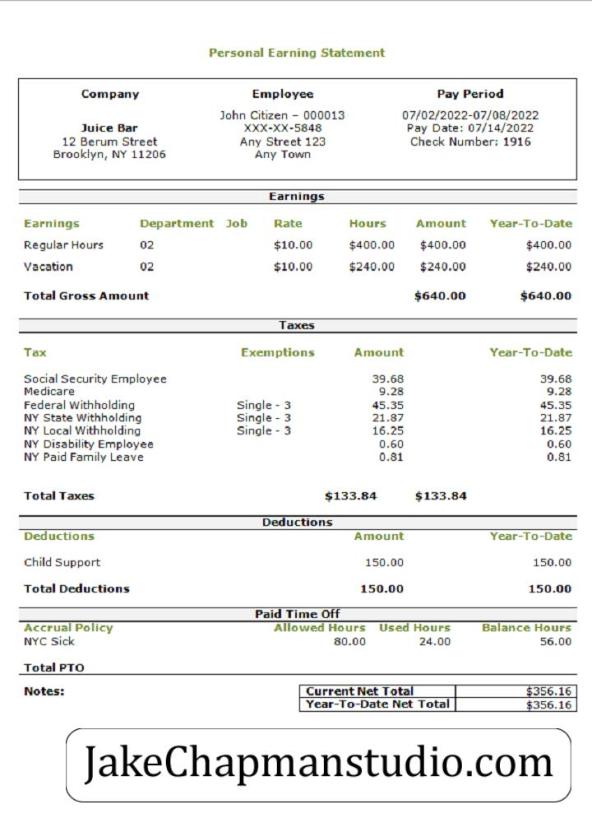 Personal Earning Statement
Company Employee Pay Period
John Citizen – 000013 07/02/2022-07/08/2022
Juice Bar XXX-XX-5848 Pay Date: 07/14/2022
12 Berum Street Any Street 123 Check Number: 1916
Brooklyn, NY 11206 Any Town
Earnings
Earnings Department Job Rate Hours Amount Year-To-Date
Regular Hours 02 $10.00 $400.00 $400.00 $400.00
Vacation 02 $10.00 $240.00 $240.00 $240.00
Total Gross Amount $640.00 $640.00
Taxes
Tax Exemptions Amount Year-To-Date
Social Security Employee 39.68 39.68
Medicare 9.28 9.28
Federal Withholding Single - 3 45.35 45.35
NY State Withholding Single - 3 21.87 21.87
NY Local Withholding Single - 3 16.25 16.25
NY Disability Employee 0.60 0.60
NY Paid Family Leave 0.81 0.81
Total Taxes $133.84 $133.84
Deductions
Deductions Amount Year-To-Date
Child Support 150.00 150.00
Total Deductions 150.00 150.00
Paid Time Off
Accrual Policy Allowed Hours Used Hours Balance Hours
NYC Sick 80.00 24.00 56.00
Total PTO
Notes: Current Net Total $356.16
Year-To-Date Net Total $356.16
JakeChapmanstudio.com